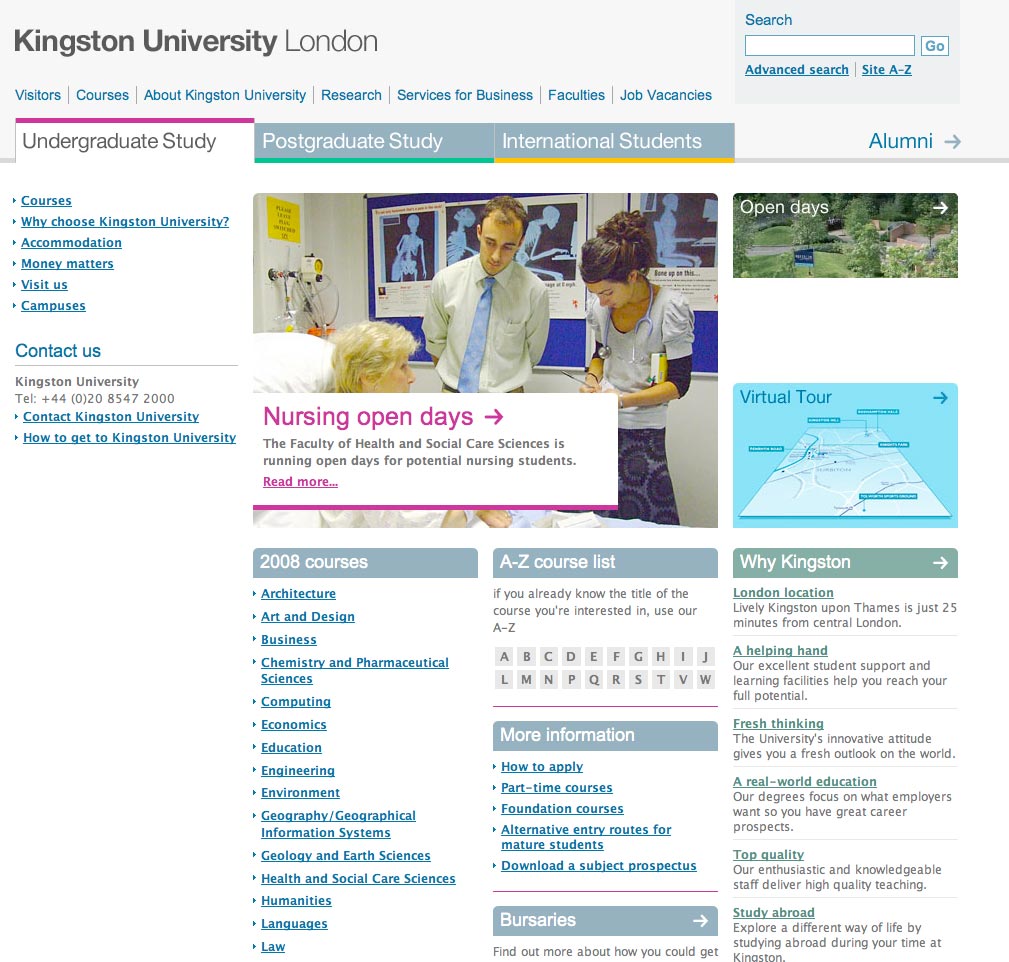 Kingston University London
Search
Go
Advanced search | Site A-Z
Visitors | Courses | About Kingston University | Research | Services for Business | Faculties | Job Vacancies
Undergraduate Study
Postgraduate Study
International Students
Alumni
Courses
Why choose Kingston University?
Accommodation
Money matters
Visit us
Campuses
Contact us
Kingston University
Tel: +44 (0)20 8547 2000
Contact Kingston University
How to get to Kingston University
PLEASE
Bone up on this...
Nursing open days
The Faculty of Health and Social Care Sciences is
running open days for potential nursing students.
Read more...
Open days
Virtual Tour
KINGSTON HILL
PENRHYN ROAD
KNIGHTS PARK
SURBITON
TOLWORTH SPORTS GROUND
2008 courses
Architecture
Art and Design
Business
Chemistry and Pharmaceutical
Sciences
Computing
Economics
Education
Engineering
Environment
Geography/Geographical
Information Systems
Geology and Earth Sciences
Health and Social Care Sciences
Humanities
Languages
Law
A-Z course list
if you already know the title of the
course you're interested in, use our
A-Z
A B C D E F G H I J
L M N P Q R S T V W
More information
How to apply
Part-time courses
Foundation courses
Alternative entry routes for
mature students
Download a subject prospectus
Bursaries
Find out more about how you could get
Why Kingston
London location
Lively Kingston upon Thames is just 25
minutes from central London.
A helping hand
Our excellent student support and
learning facilities help you reach your
full potential.
Fresh thinking
The University's innovative attitude
gives you a fresh outlook on the world.
A real-world education
Our degrees focus on what employers
want so you have great career
prospects.
Top quality
Our enthusiastic and knowledgeable
staff deliver high quality teaching.
Study abroad
Explore a different way of life by
studying abroad during your time at
Kingston.